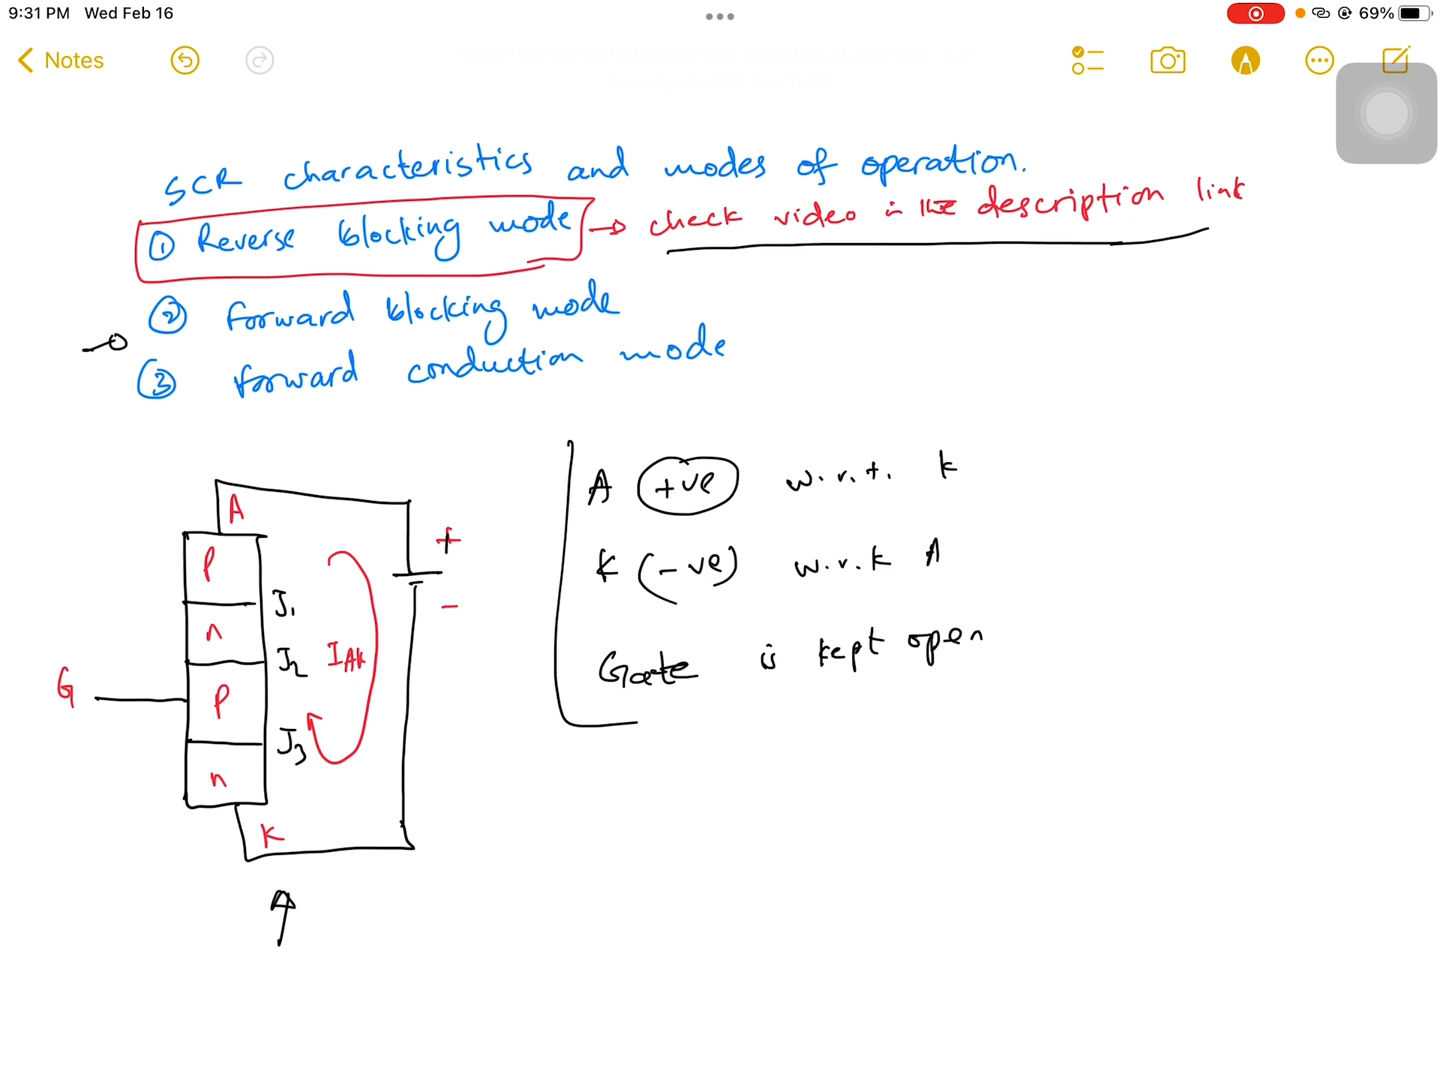 9:31 PM Wed Feb 16
69%
Notes
SCR characteristics and modes of operation.
① Reverse blocking mode → check video in the description link
② forward blocking mode
③ forward conduction mode
A
P
J1
n
J2
IAK
G
P
J3
n
K
+
-
A (+ve) w.r.t. k
K (-ve) w.r.k A
Gate is kept open